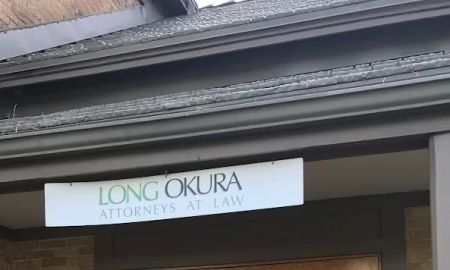 LONG OKURA
ATTORNEYS AT LAW